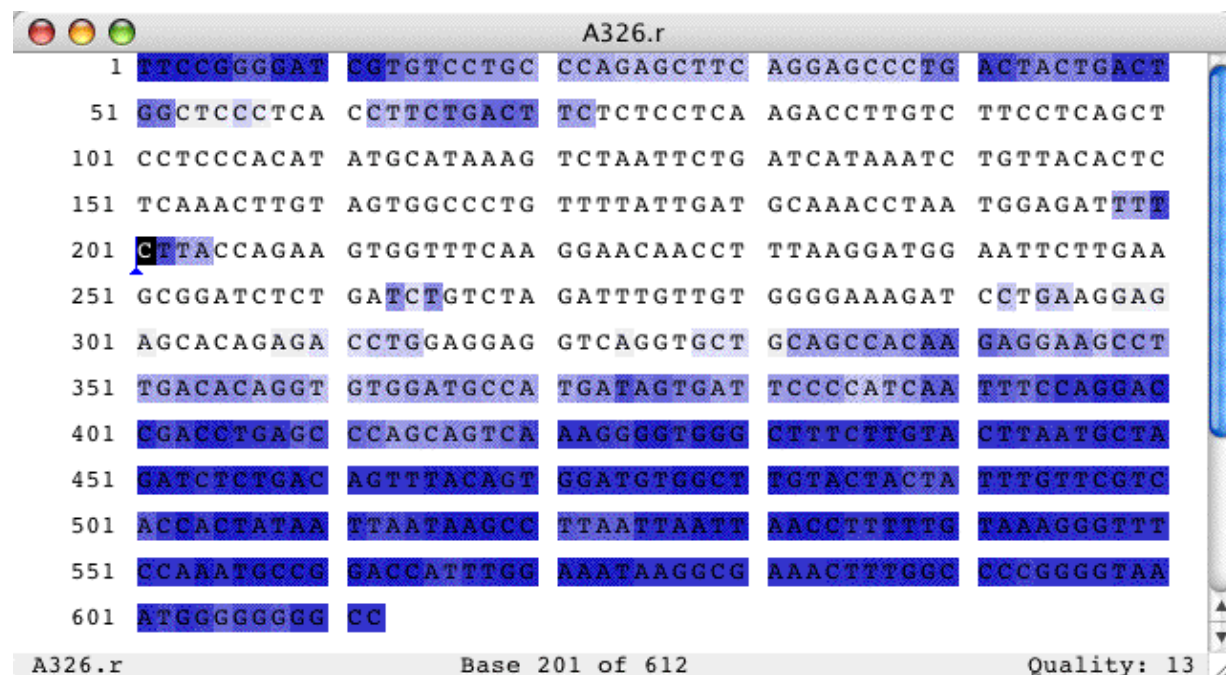 A326.r
1 TTCCGGGGAT CGTGTCCTGC CCAGAGCTTC AGGAGCCCTG ACTACTGACT
51 GGCTCCCTCA CCTTCTGACT TCTCTCCTCA AGACCTTGTC TTCCTCAGCT
101 CCTCCCACAT ATGCATAAAG TCTAATTCTG ATCATAAATC TGTTACACTC
151 TCAAACTTGT AGTGGCCCTG TTTTATTGAT GCAAACCTAA TGGAGATTTT
201 CTTACCAGAA GTGGTTTCAA GGAACAACCT TTAAGGATGG AATTCTTGAA
251 GCGGATCTCT GATCTGTCTA GATTTGTTGT GGGGAAAGAT CCTGAAGGAG
301 AGCACAGAGA CCTGGAGGAG GTCAGGTGCT GCAGCCACAA GAGGAAGCCT
351 TGACACAGGT GTGGATGCCA TGATAGTGAT TCCCCATCAA TTTCCAGGAC
401 CGACCTGAGC CCAGCAGTCA AAGGGGTGGG CTTTCTTGTA CTTAATGCTA
451 GATCTCTGAC AGTTTACAGT GGATGTGGCT TGTACTACTA TTTGTTCGTC
501 ACCACTATAA TTAATAAGCC TTAATTAATT AACCTTTTTG TAAAGGGTTT
551 CCAAATGCCG GACCATTTGG AAATAAGGCG AAACTTTGGC CCCGGGGTAA
601 ATGGGGGGGG CC
A326.r Base 201 of 612 Quality: 13